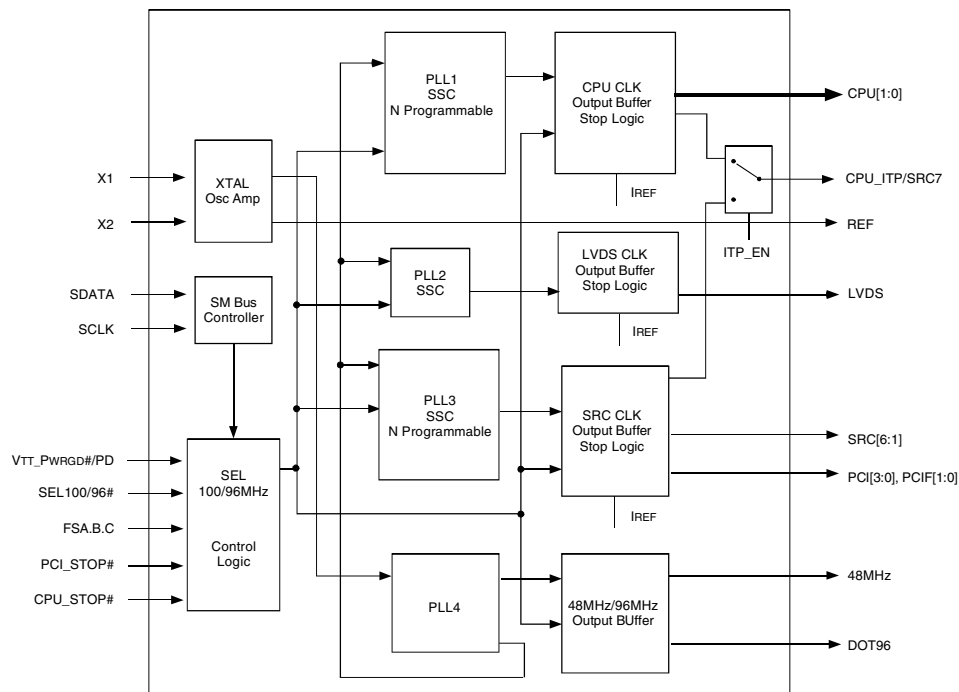 PLL1
SSC
N Programmable
CPU CLK
Output Buffer
Stop Logic
CPU[1:0]
IREF
X1
X2
XTAL
Osc Amp
CPU_ITP/SRC7
REF
ITP_EN
SDATA
SCLK
SM Bus
Controller
PLL2
SSC
LVDS CLK
Output Buffer
Stop Logic
LVDS
IREF
PLL3
SSC
N Programmable
SRC CLK
Output Buffer
Stop Logic
SRC[6:1]
PCI[3:0], PCIF[1:0]
IREF
VTT_PWRGD#/PD
SEL100/96#
FSA.B.C
PCI_STOP#
CPU_STOP#
SEL
100/96MHz
Control
Logic
PLL4
48MHz/96MHz
Output BUffer
48MHz
DOT96